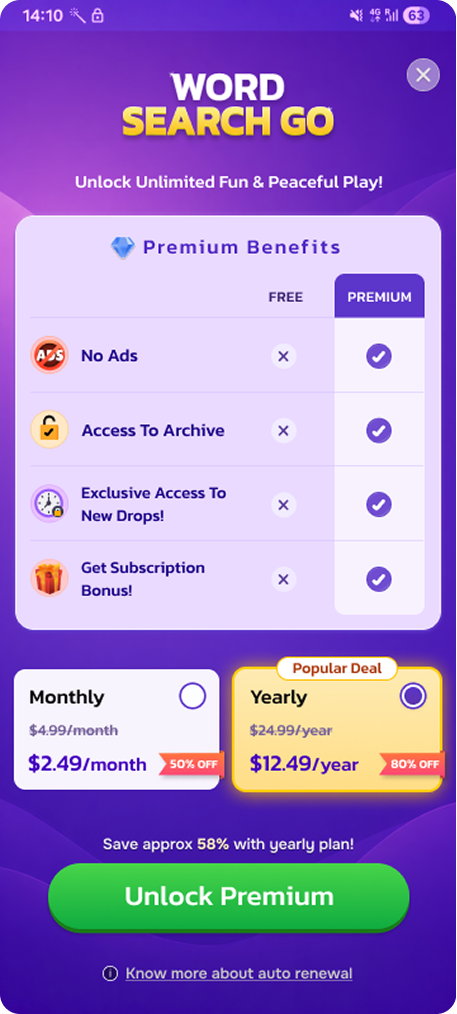 14:10
4G R 63
WORD
SEARCH GO
Unlock Unlimited Fun & Peaceful Play!
Premium Benefits
FREE PREMIUM
ADS No Ads
Access To Archive
Exclusive Access To
New Drops!
Get Subscription
Bonus!
Popular Deal
Monthly
$4.99/month
$2.49/month 50% OFF
Yearly
$24.99/year
$12.49/year 80% OFF
Save approx 58% with yearly plan!
Unlock Premium
Know more about auto renewal